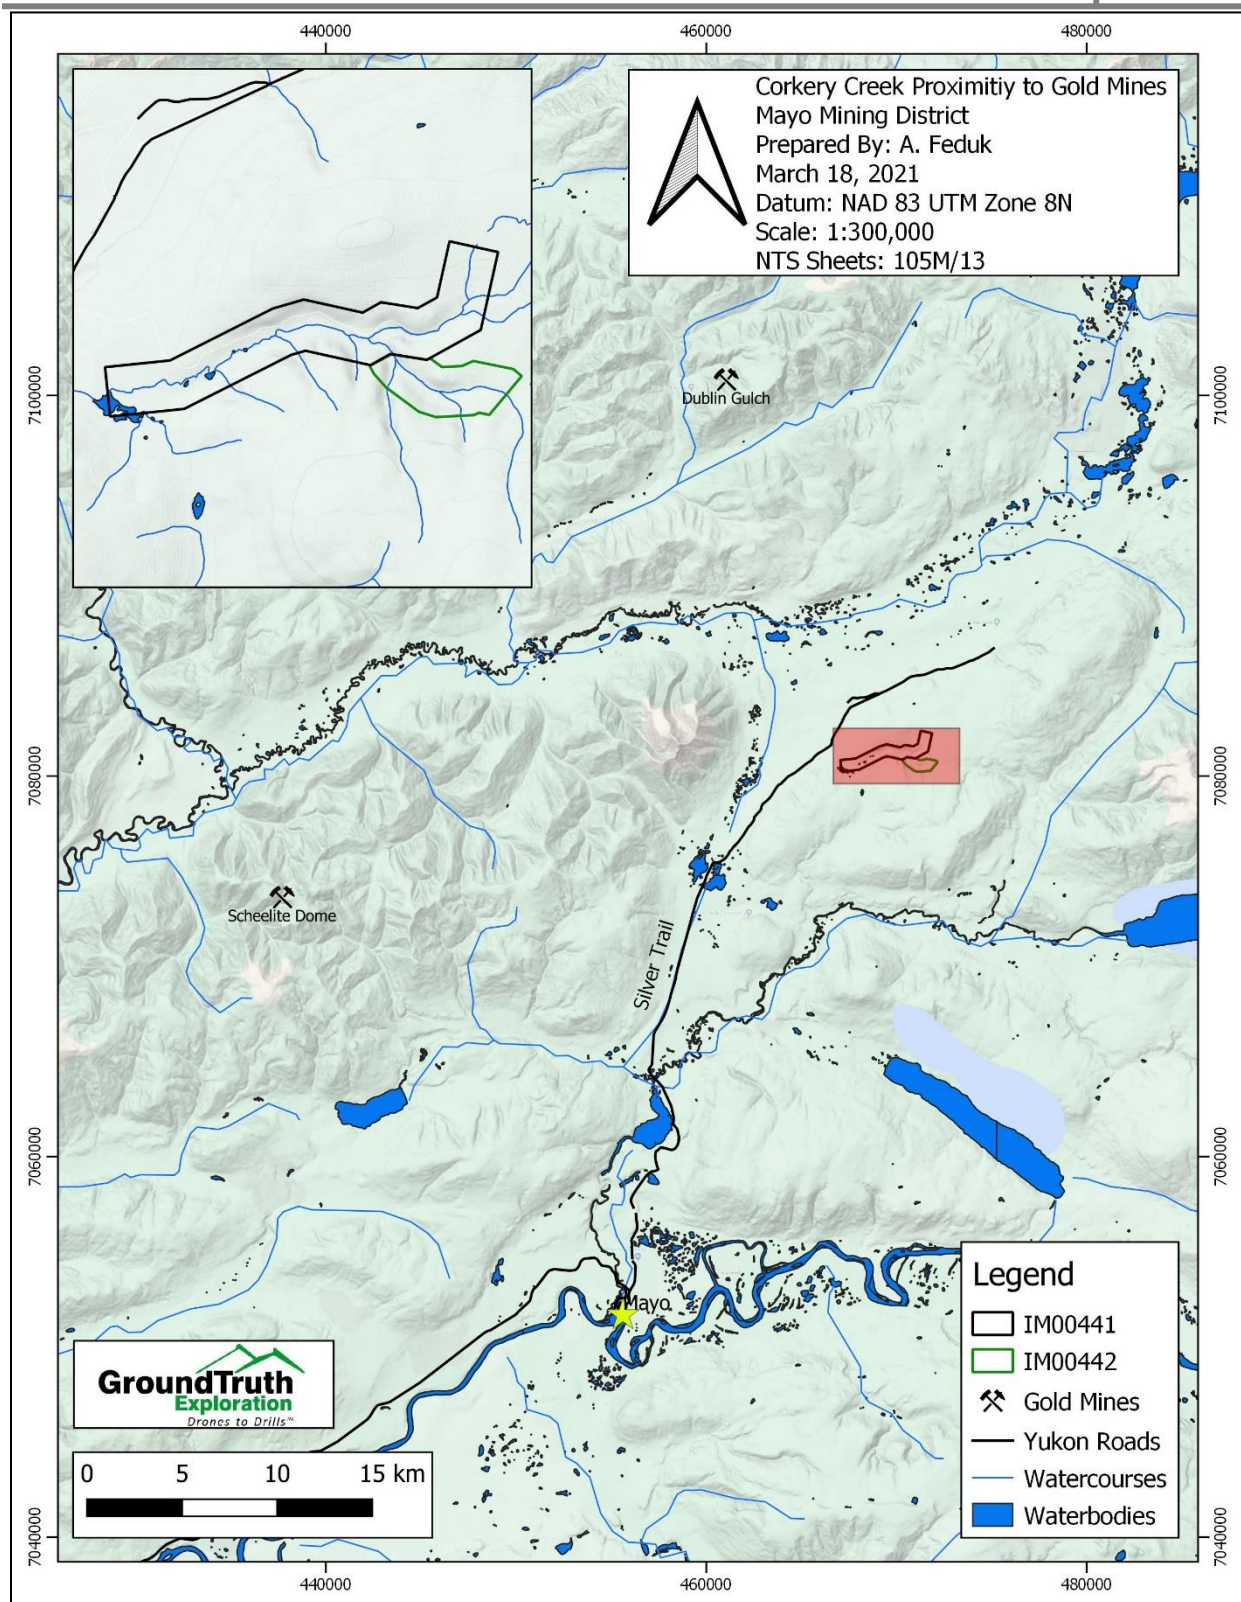 440000
460000
480000
Corkery Creek Proximitiy to Gold Mines
Mayo Mining District
Prepared By: A. Feduk
March 18, 2021
Datum: NAD 83 UTM Zone 8N
Scale: 1:300,000
NTS Sheets: 105M/13
7100000
7100000
Dublin Gulch
7080000
7080000
Scheelite Dome
Silver Trail
7060000
7060000
Mayo
Legend
IM00441
IM00442
Gold Mines
Yukon Roads
Watercourses
Waterbodies
GroundTruth
Exploration
Drones to Drills™
0 5 10 15 km
7040000
7040000
440000
460000
480000